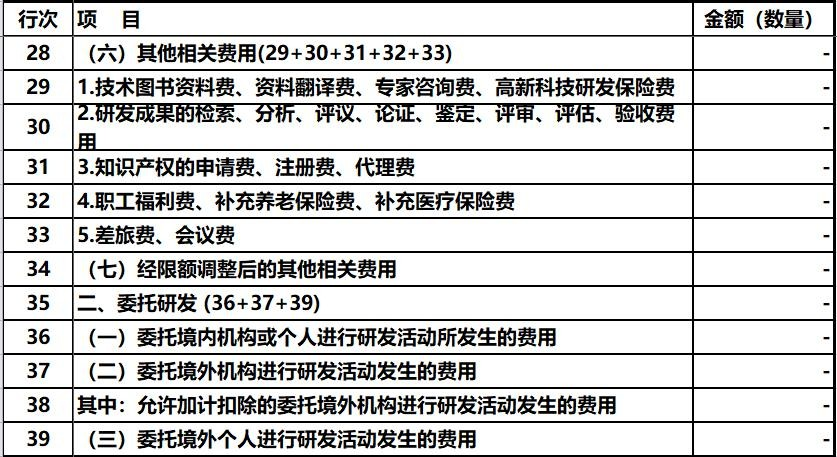 行次 项 目 金额（数量）
28 （六）其他相关费用(29+30+31+32+33) -
29 1.技术图书资料费、资料翻译费、专家咨询费、高新科技研发保险费 -
30 2.研发成果的检索、分析、评议、论证、鉴定、评审、评估、验收费 -
用
31 3.知识产权的申请费、注册费、代理费 -
32 4.职工福利费、补充养老保险费、补充医疗保险费 -
33 5.差旅费、会议费 -
34 （七）经限额调整后的其他相关费用 -
35 二、委托研发 (36+37+39) -
36 （一）委托境内机构或个人进行研发活动所发生的费用 -
37 （二）委托境外机构进行研发活动发生的费用 -
38 其中：允许加计扣除的委托境外机构进行研发活动发生的费用 -
39 （三）委托境外个人进行研发活动发生的费用 -